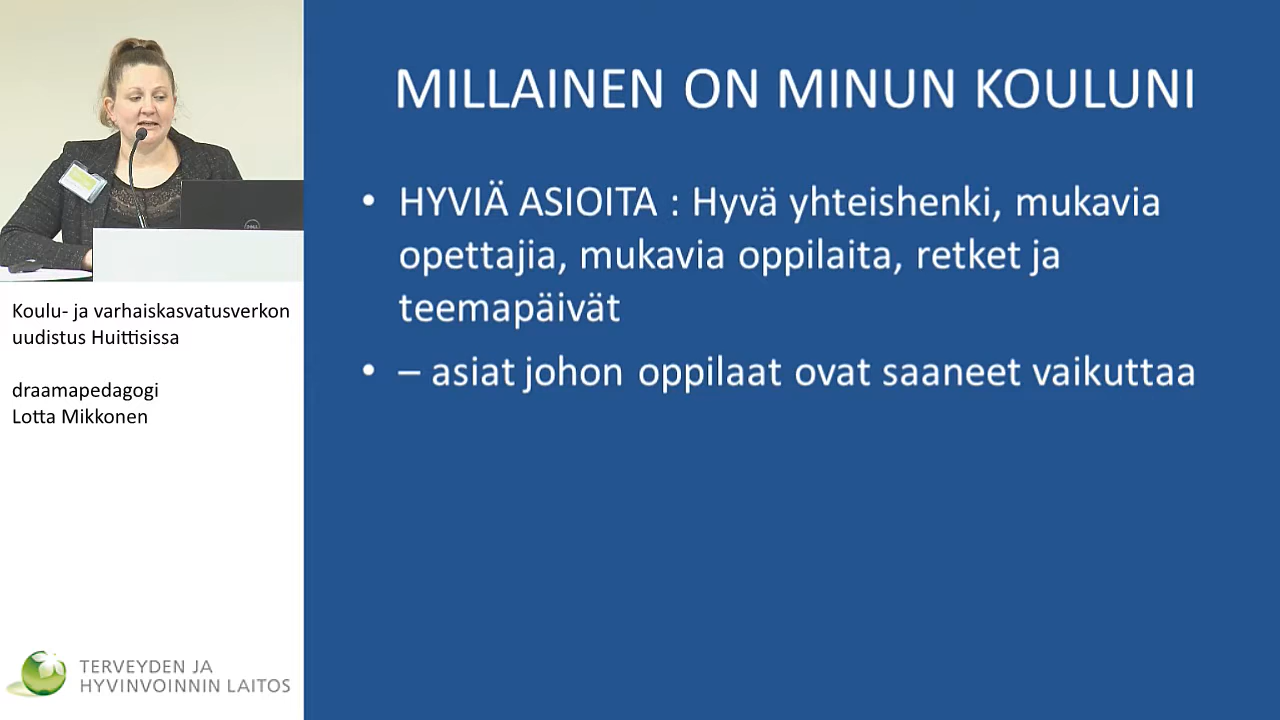 Koulu- ja varhaiskasvatusverkon
uudistus Huittisissa
draamapedagogi
Lotta Mikkonen
TERVEYDEN JA
HYVINVOINNIN LAITOS
MILLAINEN ON MINUN KOULUNI
• HYVIÄ ASIOITA : Hyvä yhteishenki, mukavia
opettajia, mukavia oppilaita, retket ja
teemapäivät
• – asiat johon oppilaat ovat saaneet vaikuttaa